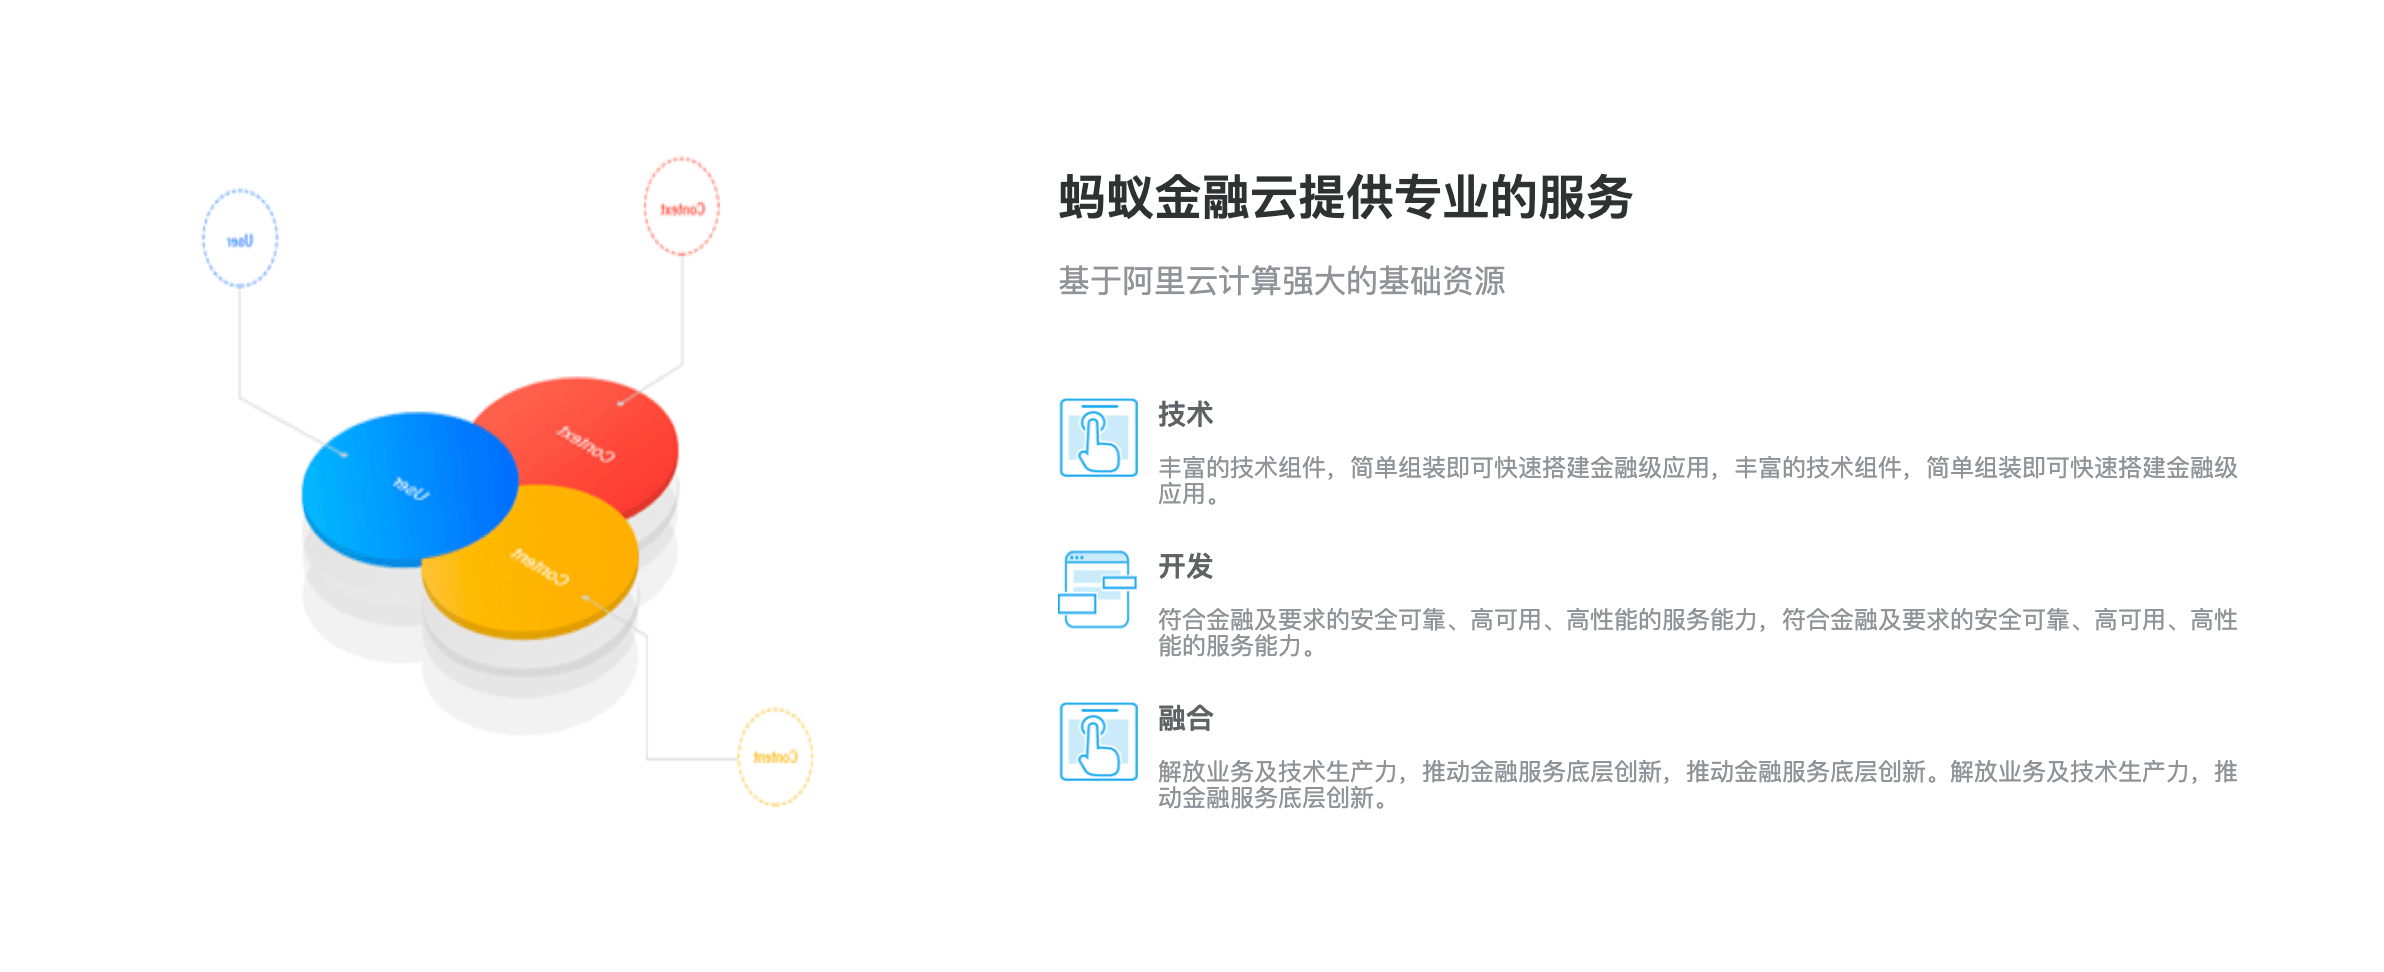 Context
User
Context
User
Content
Content
蚂蚁金融云提供专业的服务
基于阿里云计算强大的基础资源
技术
丰富的技术组件，简单组装即可快速搭建金融级应用，丰富的技术组件，简单组装即可快速搭建金融级
应用。
开发
符合金融及要求的安全可靠、高可用、高性能的服务能力，符合金融及要求的安全可靠、高可用、高性
能的服务能力。
融合
解放业务及技术生产力，推动金融服务底层创新，推动金融服务底层创新。解放业务及技术生产力，推
动金融服务底层创新。